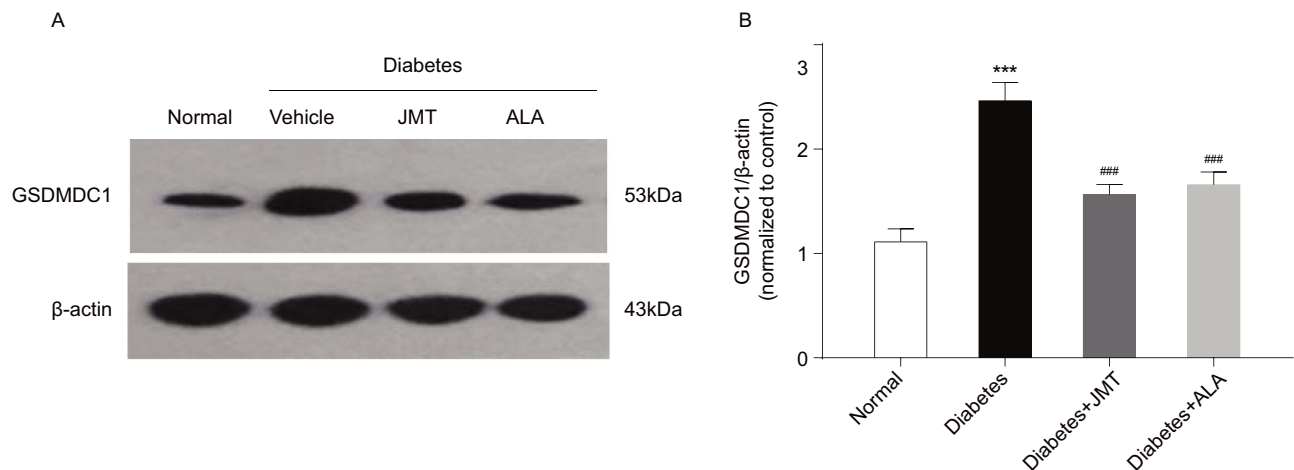 A
Diabetes
Normal Vehicle JMT ALA
GSDMDC1 53kDa
β-actin 43kDa
B
GSDMDC1/β-actin
(normalized to control)
3
2
1
0
***
###
###
Normal
Diabetes
Diabetes+JMT
Diabetes+ALA